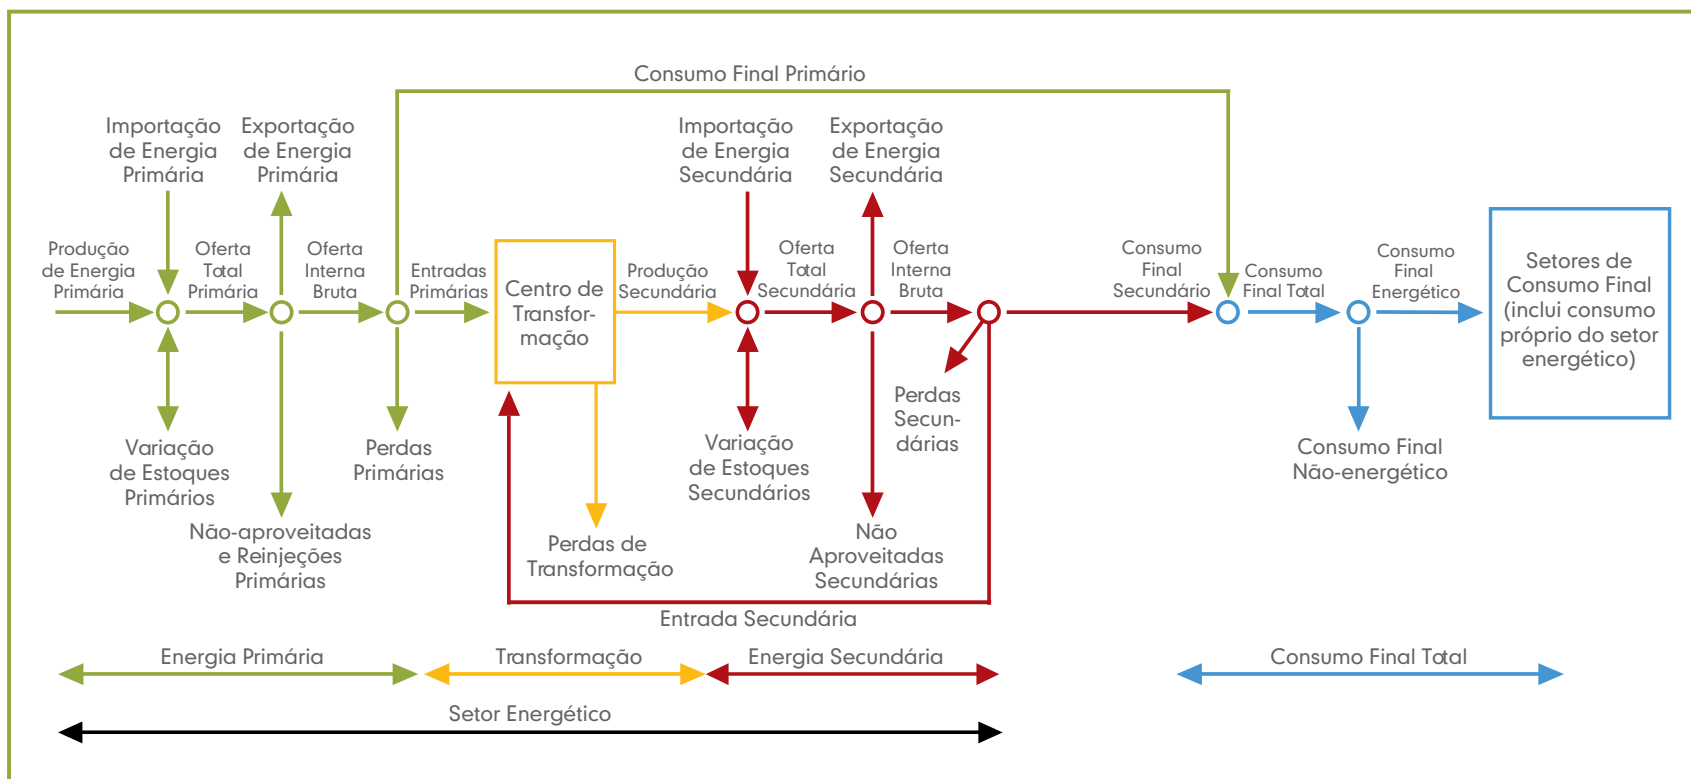 Consumo Final Primário
Importação
de Energia
Primária
Exportação
de Energia
Primária
Importação
de Energia
Secundária
Exportação
de Energia
Secundária
Produção
de Energia
Primária
Oferta
Total
Primária
Oferta
Interna
Bruta
Entradas
Primárias
Centro de
Transfor-
mação
Produção
Secundária
Oferta
Total
Secundária
Oferta
Interna
Bruta
Consumo
Final
Secundário
Consumo
Final Total
Consumo
Final
Energético
Setores de
Consumo Final
(inclui consumo
próprio do setor
energético)
Variação
de Estoques
Primários
Perdas
Primárias
Variação
de Estoques
Secundários
Perdas
Secun-
dárias
Consumo Final
Não-energético
Não-aproveitadas
e Reinjeções
Primárias
Perdas de
Transformação
Não
Aproveitadas
Secundárias
Entrada Secundária
Energia Primária
Transformação
Energia Secundária
Consumo Final Total
Setor Energético